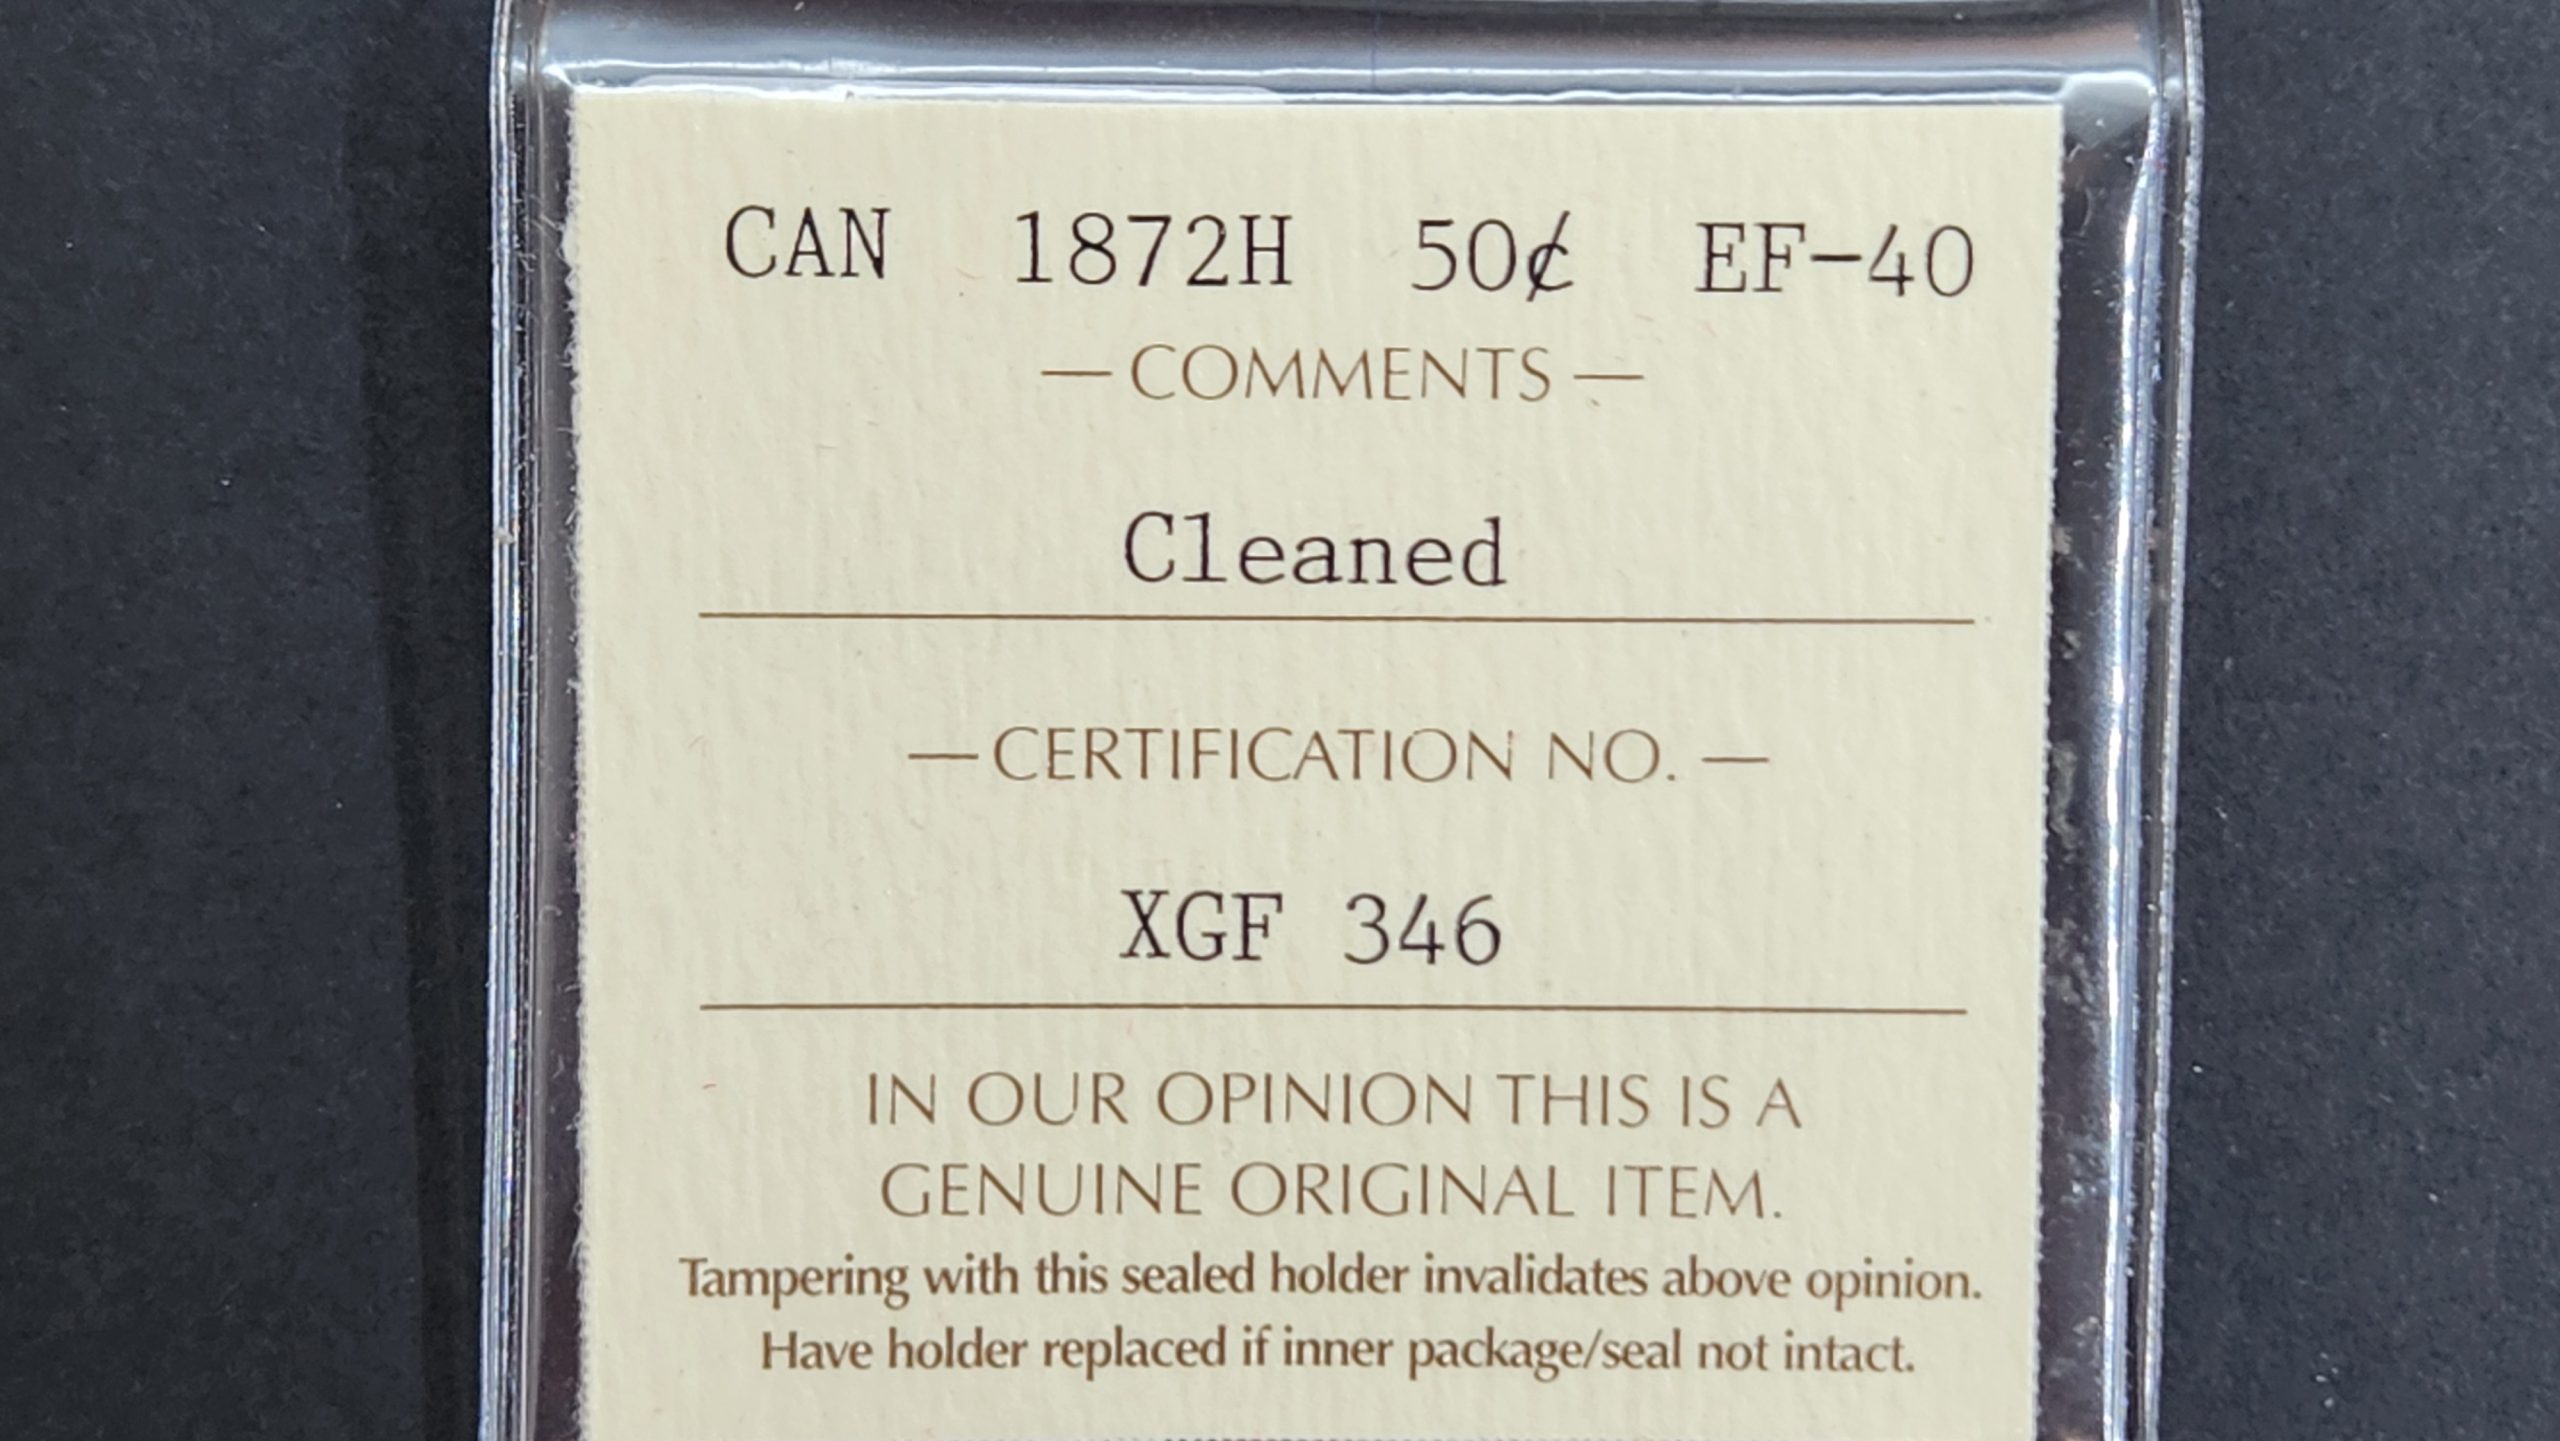 CAN 1872H 50¢ EF-40
— COMMENTS —
Cleaned
— CERTIFICATION NO. —
XGF 346
IN OUR OPINION THIS IS A
GENUINE ORIGINAL ITEM.
Tampering with this sealed holder invalidates above opinion.
Have holder replaced if inner package/seal not intact.